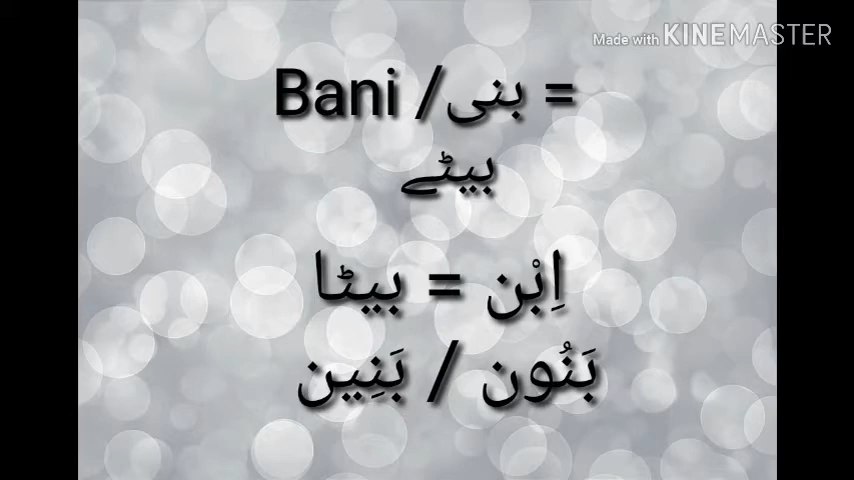 Made with KINEMASTER
Bani /بنی =
بیٹے
اِبْن = بیٹا
بَنُون / بَنِین